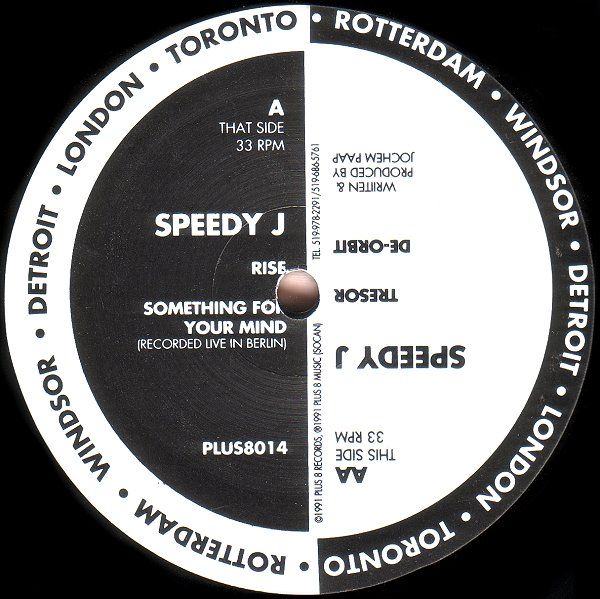 TORONTO • ROTTERDAM • WINDSOR • DETROIT • LONDON • TORONTO • ROTTERDAM • WINDSOR • DETROIT • LONDON •
A
THAT SIDE
33 RPM
SPEEDY J
RISE
SOMETHING FOR
YOUR MIND
(RECORDED LIVE IN BERLIN)
PLUS8014
©1991 PLUS 8 RECORDS, ℗1991 PLUS 8 MUSIC (SOCAN)
TEL. 519-978-2291/519-686-5761
AA
THIS SIDE
33 RPM
SPEEDY J
TRESOR
DE-ORBIT
WRITTEN &
PRODUCED BY
JOCHEM PAAP